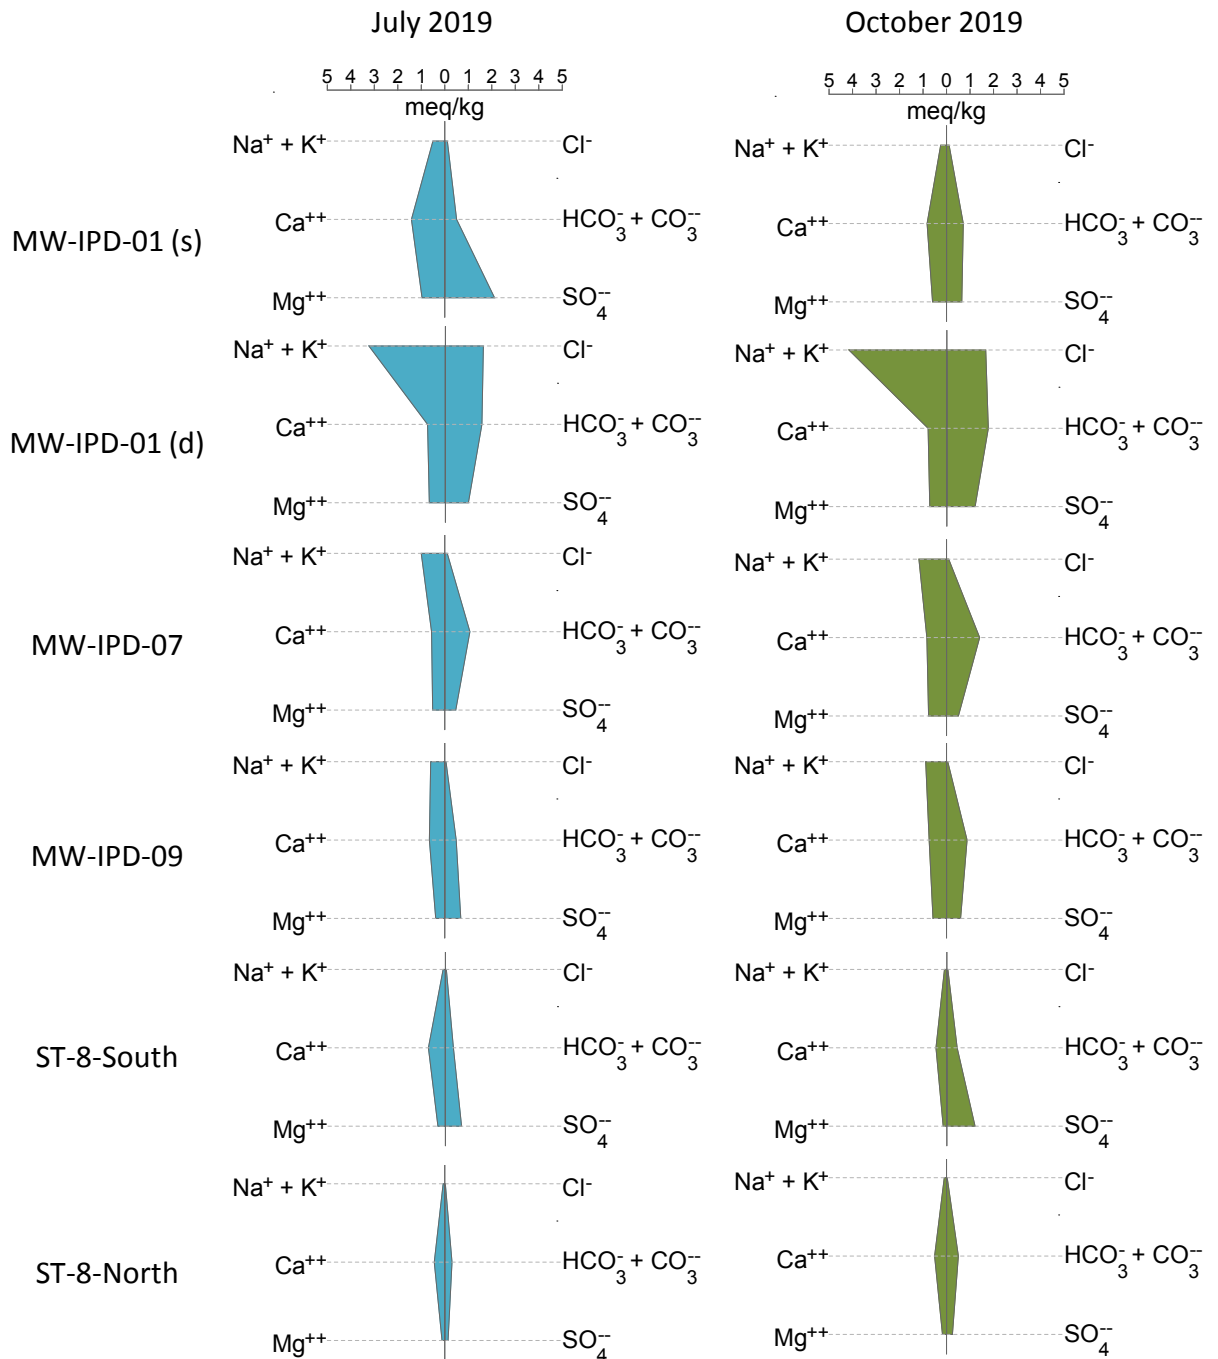 July 2019 October 2019
5 4 3 2 1 0 1 2 3 4 5 5 4 3 2 1 0 1 2 3 4 5
meq/kg meq/kg
Na⁺ + K⁺ Cl⁻ Na⁺ + K⁺ Cl⁻
MW-IPD-01 (s) Ca⁺⁺ HCO₃⁻ + CO₃⁻⁻ Ca⁺⁺ HCO₃⁻ + CO₃⁻⁻
Mg⁺⁺ SO₄⁻⁻ Mg⁺⁺ SO₄⁻⁻
Na⁺ + K⁺ Cl⁻ Na⁺ + K⁺ Cl⁻
MW-IPD-01 (d) Ca⁺⁺ HCO₃⁻ + CO₃⁻⁻ Ca⁺⁺ HCO₃⁻ + CO₃⁻⁻
Mg⁺⁺ SO₄⁻⁻ Mg⁺⁺ SO₄⁻⁻
Na⁺ + K⁺ Cl⁻ Na⁺ + K⁺ Cl⁻
MW-IPD-07 Ca⁺⁺ HCO₃⁻ + CO₃⁻⁻ Ca⁺⁺ HCO₃⁻ + CO₃⁻⁻
Mg⁺⁺ SO₄⁻⁻ Mg⁺⁺ SO₄⁻⁻
Na⁺ + K⁺ Cl⁻ Na⁺ + K⁺ Cl⁻
MW-IPD-09 Ca⁺⁺ HCO₃⁻ + CO₃⁻⁻ Ca⁺⁺ HCO₃⁻ + CO₃⁻⁻
Mg⁺⁺ SO₄⁻⁻ Mg⁺⁺ SO₄⁻⁻
Na⁺ + K⁺ Cl⁻ Na⁺ + K⁺ Cl⁻
ST-8-South Ca⁺⁺ HCO₃⁻ + CO₃⁻⁻ Ca⁺⁺ HCO₃⁻ + CO₃⁻⁻
Mg⁺⁺ SO₄⁻⁻ Mg⁺⁺ SO₄⁻⁻
Na⁺ + K⁺ Cl⁻ Na⁺ + K⁺ Cl⁻
ST-8-North Ca⁺⁺ HCO₃⁻ + CO₃⁻⁻ Ca⁺⁺ HCO₃⁻ + CO₃⁻⁻
Mg⁺⁺ SO₄⁻⁻ Mg⁺⁺ SO₄⁻⁻